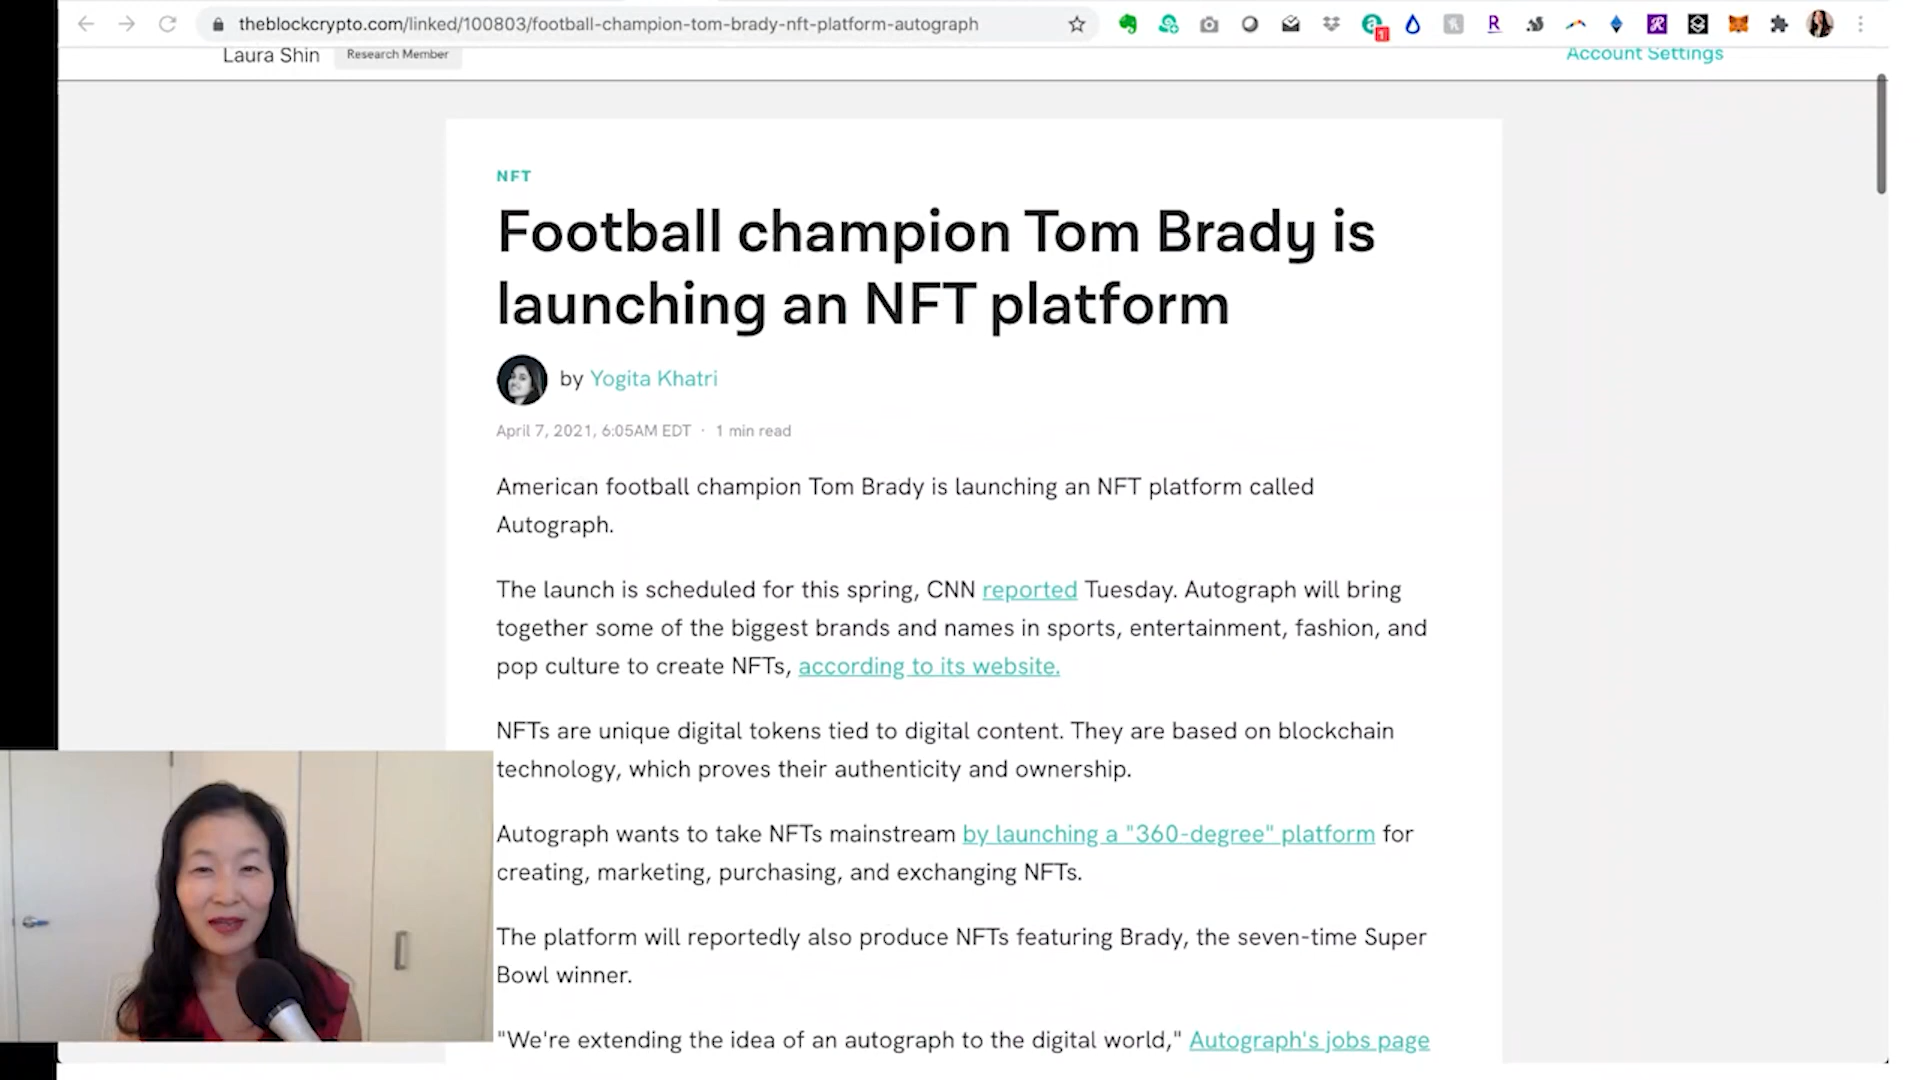 theblockcrypto.com/linked/100803/football-champion-tom-brady-nft-platform-autograph
Laura Shin Research Member Account Settings
NFT
Football champion Tom Brady is
launching an NFT platform
by Yogita Khatri
April 7, 2021, 6:05AM EDT · 1 min read
American football champion Tom Brady is launching an NFT platform called
Autograph.
The launch is scheduled for this spring, CNN reported Tuesday. Autograph will bring
together some of the biggest brands and names in sports, entertainment, fashion, and
pop culture to create NFTs, according to its website.
NFTs are unique digital tokens tied to digital content. They are based on blockchain
technology, which proves their authenticity and ownership.
Autograph wants to take NFTs mainstream by launching a "360-degree" platform for
creating, marketing, purchasing, and exchanging NFTs.
The platform will reportedly also produce NFTs featuring Brady, the seven-time Super
Bowl winner.
"We're extending the idea of an autograph to the digital world," Autograph's jobs page